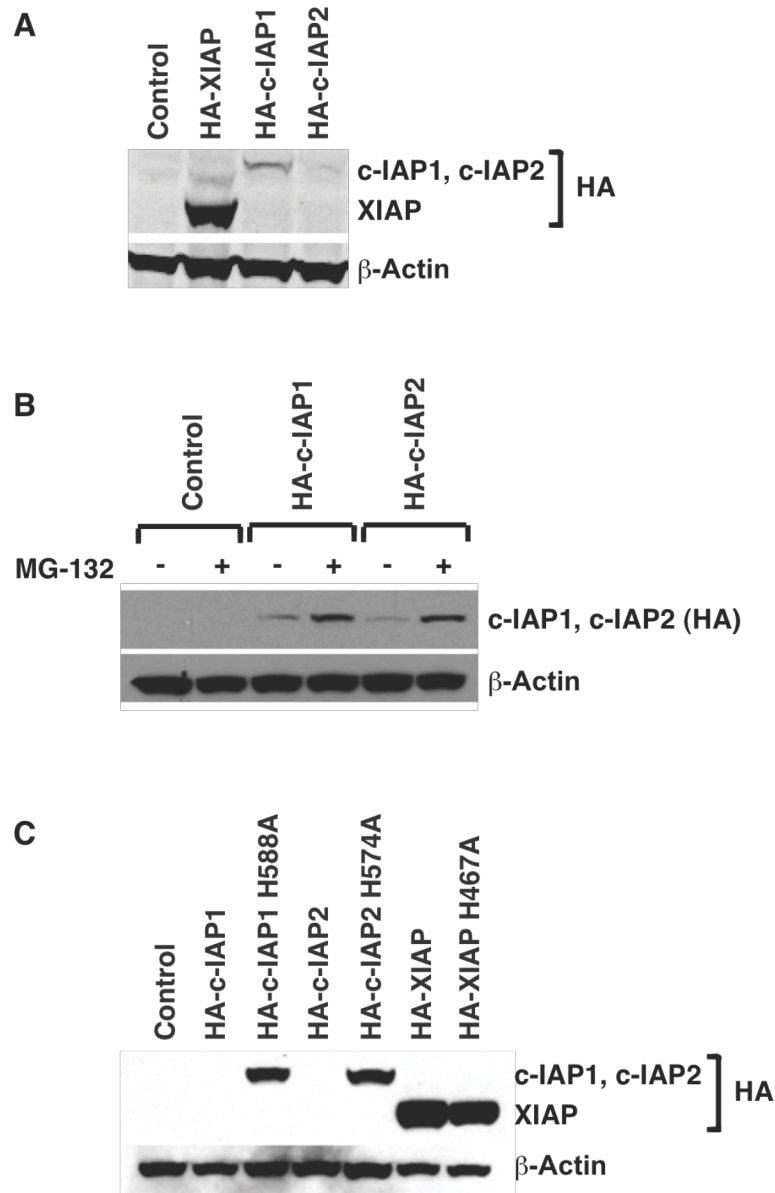 A
Control
HA-XIAP
HA-c-IAP1
HA-c-IAP2
c-IAP1, c-IAP2
XIAP
HA
β-Actin
B
Control
HA-c-IAP1
HA-c-IAP2
MG-132 - + - + - +
c-IAP1, c-IAP2 (HA)
β-Actin
C
Control
HA-c-IAP1
HA-c-IAP1 H588A
HA-c-IAP2
HA-c-IAP2 H574A
HA-XIAP
HA-XIAP H467A
c-IAP1, c-IAP2
XIAP
HA
β-Actin